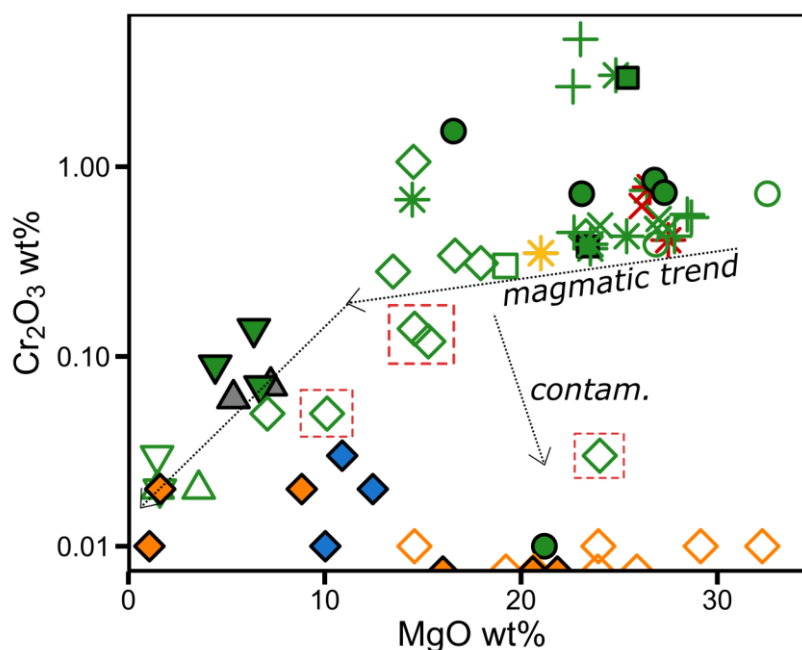 1.00
0.10
0.01
Cr₂O₃ wt%
magmatic trend
contam.
0 10 20 30
MgO wt%